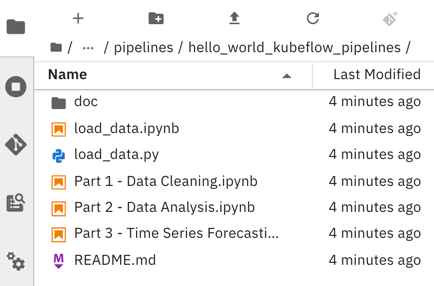 / ··· / pipelines / hello_world_kubeflow_pipelines /
Name Last Modified
doc 4 minutes ago
load_data.ipynb 4 minutes ago
load_data.py 4 minutes ago
Part 1 - Data Cleaning.ipynb 4 minutes ago
Part 2 - Data Analysis.ipynb 4 minutes ago
Part 3 - Time Series Forecasti... 4 minutes ago
README.md 4 minutes ago